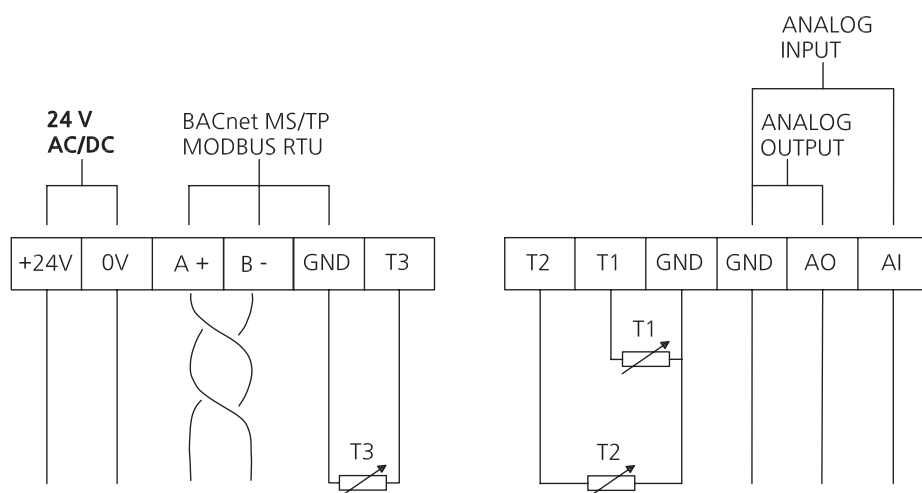 ANALOG
INPUT
24 V
AC/DC
BACnet MS/TP
MODBUS RTU
ANALOG
OUTPUT
+24V 0V A + B - GND T3
T2 T1 GND GND AO AI
T1
T3
T2